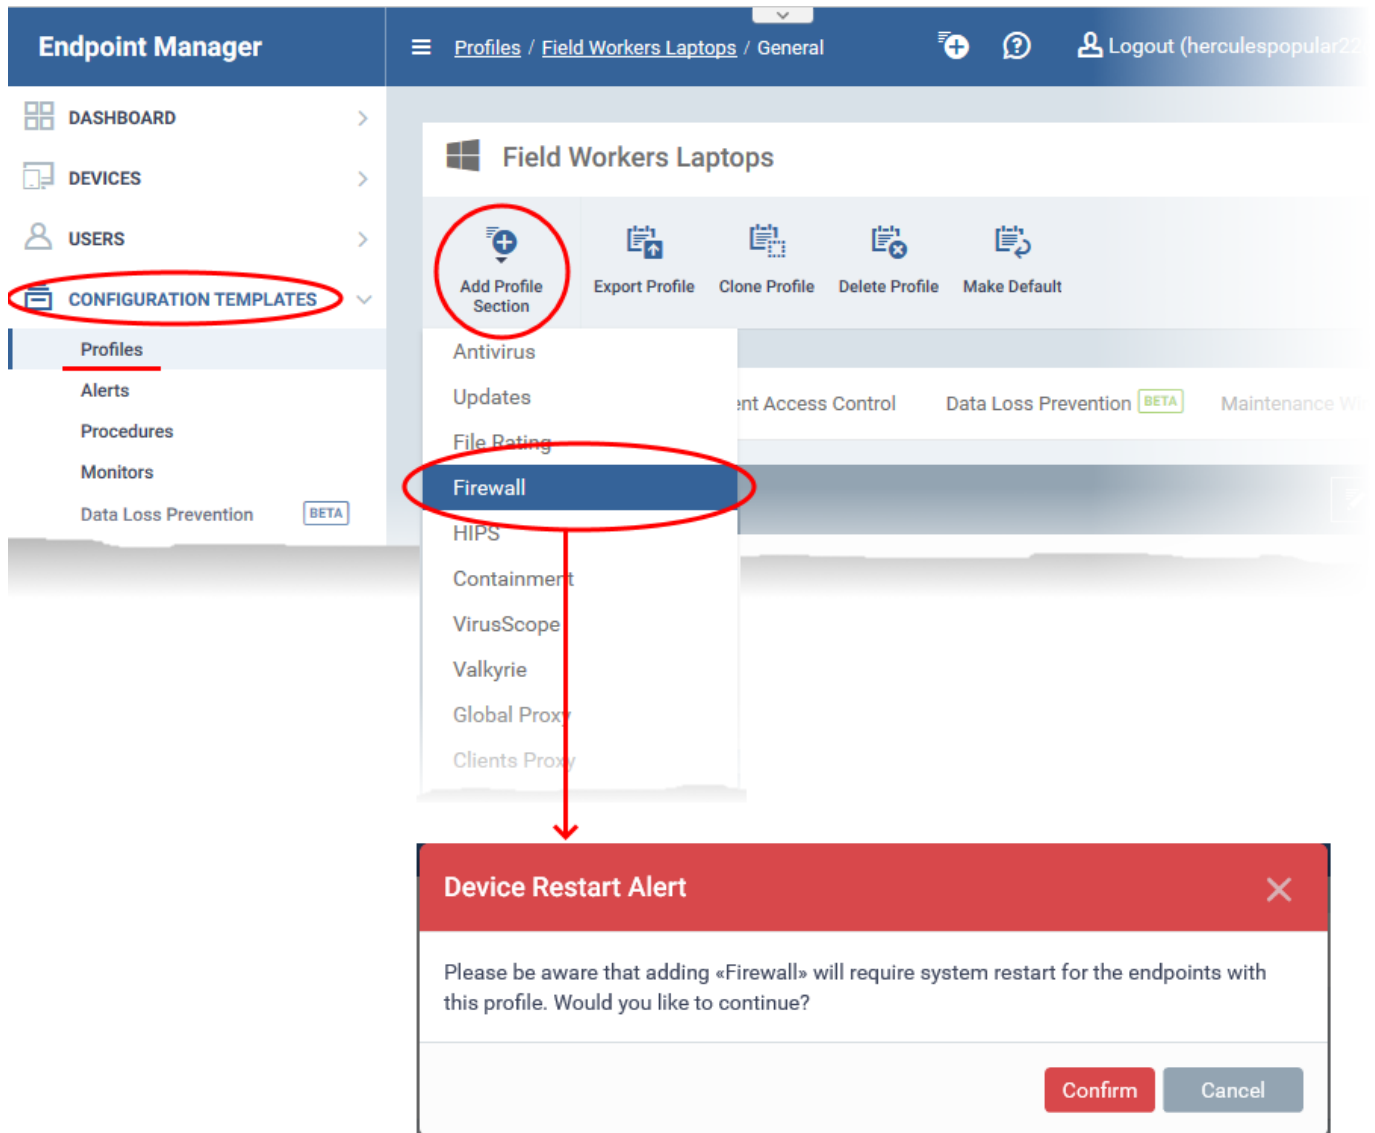 Endpoint Manager
Profiles / Field Workers Laptops / General
Logout (herculespopular22
DASHBOARD
DEVICES
USERS
CONFIGURATION TEMPLATES
Profiles
Alerts
Procedures
Monitors
Data Loss Prevention BETA
Field Workers Laptops
Add Profile
Section
Export Profile
Clone Profile
Delete Profile
Make Default
Antivirus
Updates
File Rating
Firewall
HIPS
Containment
VirusScope
Valkyrie
Global Proxy
Clients Proxy
ent Access Control
Data Loss Prevention BETA
Maintenance Wi
Device Restart Alert
Please be aware that adding «Firewall» will require system restart for the endpoints with
this profile. Would you like to continue?
Confirm
Cancel